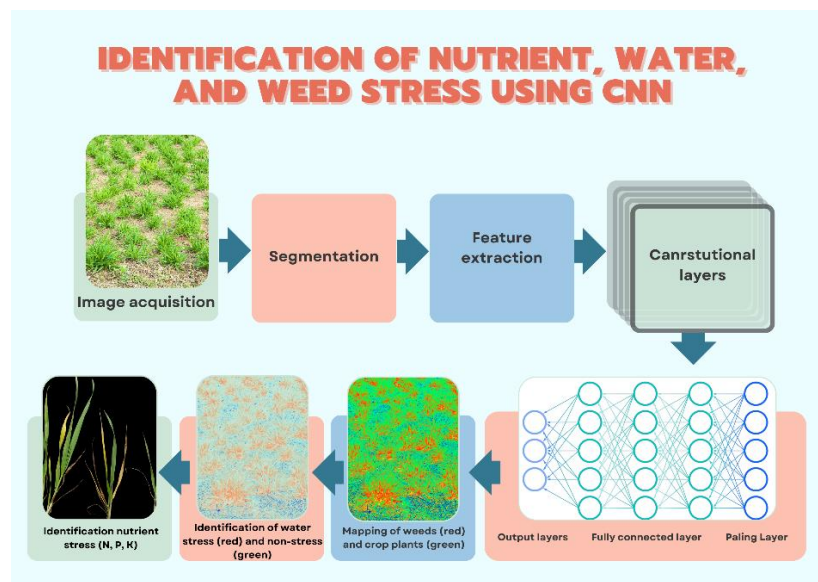 IDENTIFICATION OF NUTRIENT, WATER,
AND WEED STRESS USING CNN
Image acquisition
Segmentation
Feature
extraction
Canrstutional
layers
Identification nutrient
stress (N, P, K)
Identification of water
stress (red) and non-stress
(green)
Mapping of weeds (red)
and crop plants (green)
Output layers
Fully connected layer
Paling Layer